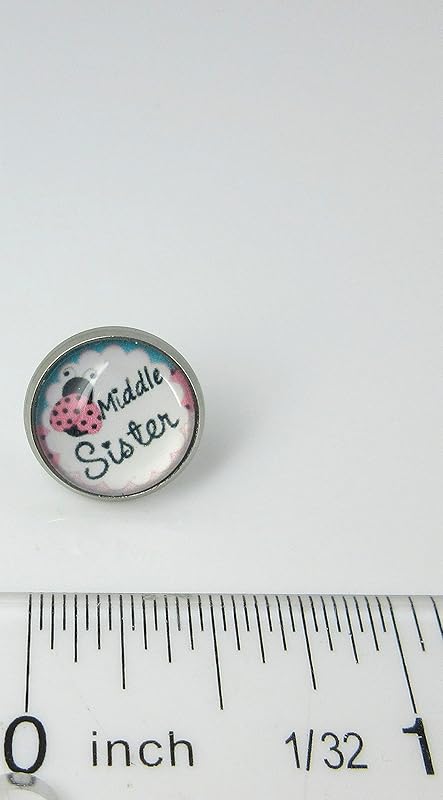 Middle
Sister
0 inch 1/32 1